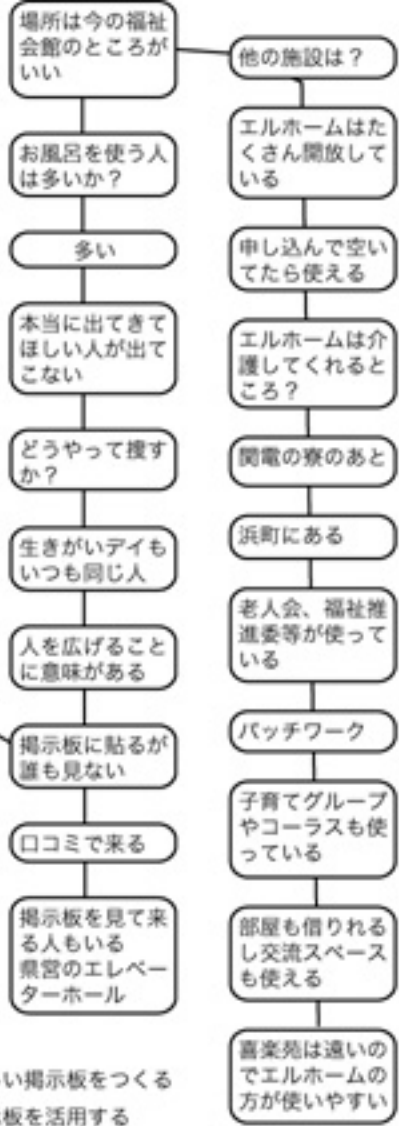 場所は今の福祉
会館のところが
いい
お風呂を使う人
は多いか？
多い
本当に出てきて
ほしい人が出て
こない
どうやって捜す
か？
生きがいデイも
いつも同じ人
人を広げること
に意味がある
掲示板に貼るが
誰も見ない
口コミで来る
掲示板を見て来
る人もいる
県営のエレベー
ターホール
他の施設は？
エルホームはた
くさん開放して
いる
申し込んで空い
てたら使える
エルホームは介
護してくれると
ころ？
関電の寮のあと
浜町にある
老人会、福祉推
進委等が使って
いる
パッチワーク
子育てグループ
やコーラスも使
っている
部屋も借りれる
し交流スペース
も使える
喜楽苑は遠いの
でエルホームの
方が使いやすい
い掲示板をつくる
板を活用する